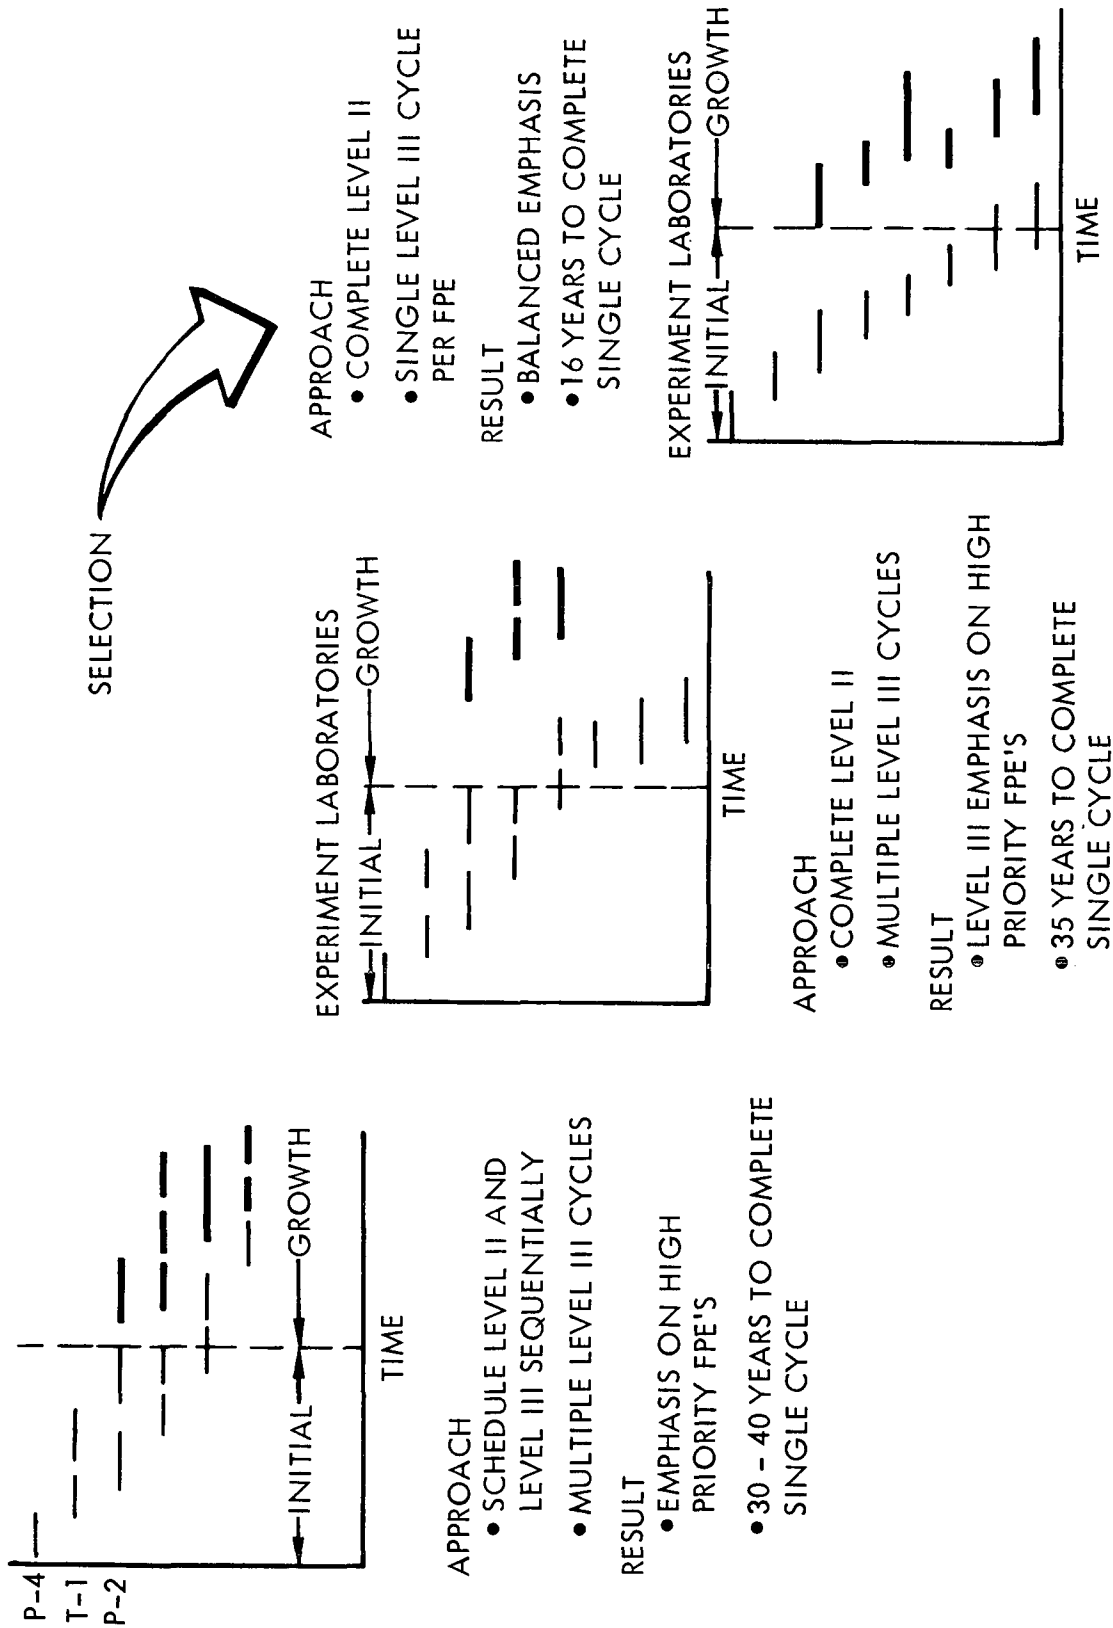 P-4
T-1
P-2
INITIAL
GROWTH
TIME
APPROACH
• SCHEDULE LEVEL II AND
LEVEL III SEQUENTIALLY
• MULTIPLE LEVEL III CYCLES
RESULT
• EMPHASIS ON HIGH
PRIORITY FPE'S
• 30 - 40 YEARS TO COMPLETE
SINGLE CYCLE
EXPERIMENT LABORATORIES
INITIAL
GROWTH
TIME
APPROACH
• COMPLETE LEVEL II
• MULTIPLE LEVEL III CYCLES
RESULT
• LEVEL III EMPHASIS ON HIGH
PRIORITY FPE'S
• 35 YEARS TO COMPLETE
SINGLE CYCLE
SELECTION
APPROACH
• COMPLETE LEVEL II
• SINGLE LEVEL III CYCLE
PER FPE
RESULT
• BALANCED EMPHASIS
• 16 YEARS TO COMPLETE
SINGLE CYCLE
EXPERIMENT LABORATORIES
INITIAL
GROWTH
TIME